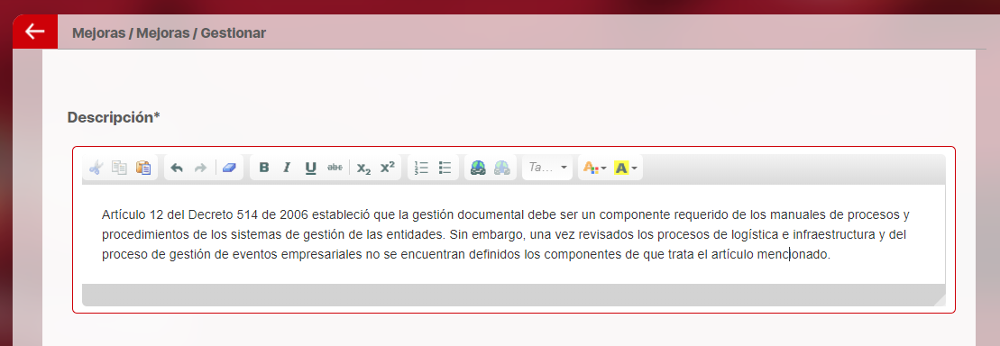 Mejoras / Mejoras / Gestionar
Descripción*
B I U abc x₂ x² Ta... A A
Artículo 12 del Decreto 514 de 2006 estableció que la gestión documental debe ser un componente requerido de los manuales de procesos y
procedimientos de los sistemas de gestión de las entidades. Sin embargo, una vez revisados los procesos de logística e infraestructura y del
proceso de gestión de eventos empresariales no se encuentran definidos los componentes de que trata el artículo mencionado.